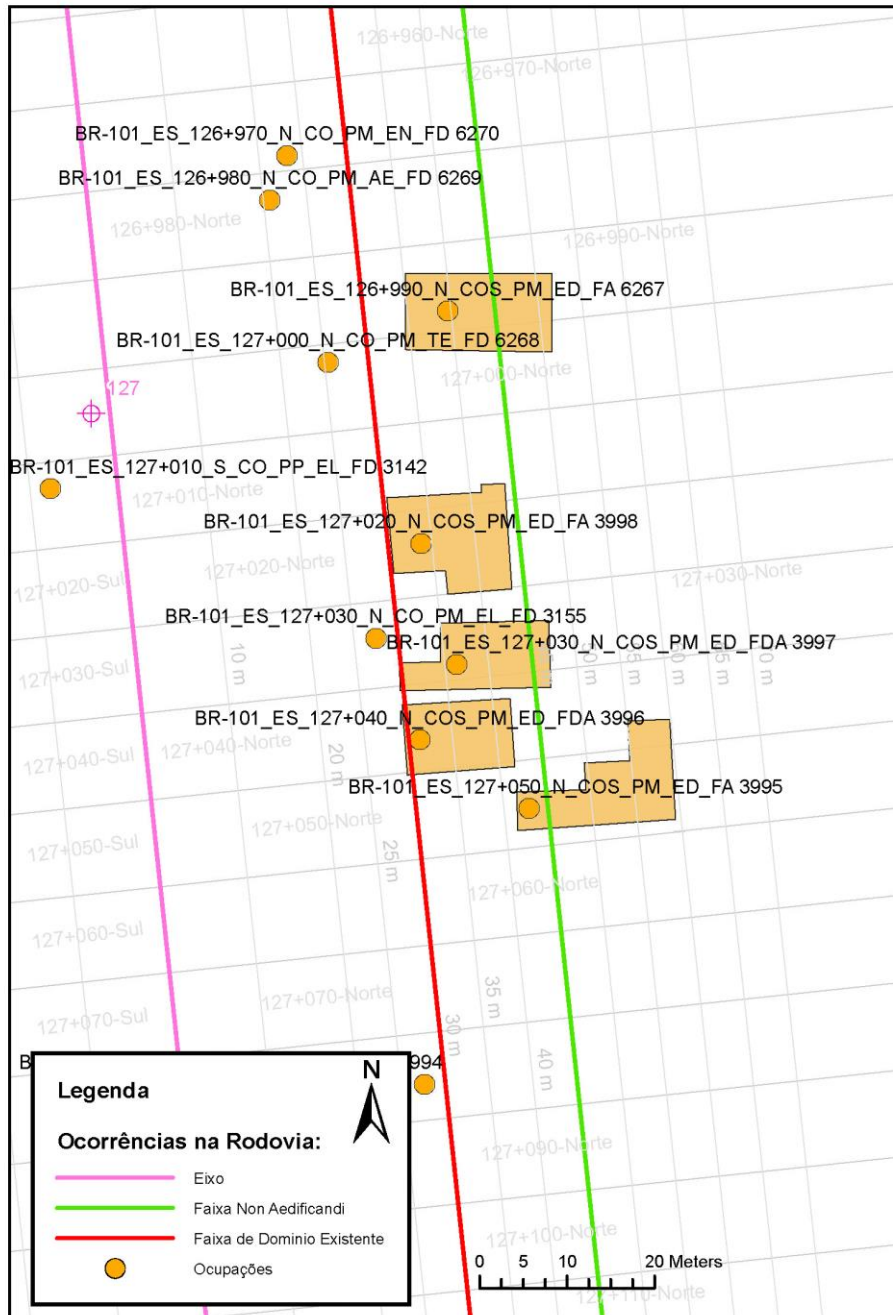 126+960-Norte
126+970-Norte
BR-101_ES_126+970_N_CO_PM_EN_FD 6270
BR-101_ES_126+980_N_CO_PM_AE_FD 6269
126+980-Norte
126+990-Norte
BR-101_ES_126+990_N_COS_PM_ED_FA 6267
BR-101_ES_127+000_N_CO_PM_TE_FD 6268
127+000-Norte
127
BR-101_ES_127+010_S_CO_PP_EL_FD 3142
127+010-Norte
BR-101_ES_127+020_N_COS_PM_ED_FA 3998
127+020-Sul
127+020-Norte
127+030-Norte
BR-101_ES_127+030_N_CO_PM_EL_FD 3155
BR-101_ES_127+030_N_COS_PM_ED_FDA 3997
127+030-Sul
10 m
BR-101_ES_127+040_N_COS_PM_ED_FDA 3996
127+040-Sul
127+040-Norte
20 m
BR-101_ES_127+050_N_COS_PM_ED_FA 3995
127+050-Sul
127+050-Norte
25 m
127+060-Norte
127+060-Sul
127+070-Norte
35 m
127+070-Sul
30 m
40 m
994
127+090-Norte
127+100-Norte
127+110-Norte
Legenda
N
Ocorrências na Rodovia:
Eixo
Faixa Non Aedificandi
Faixa de Dominio Existente
Ocupações
0 5 10 20 Meters